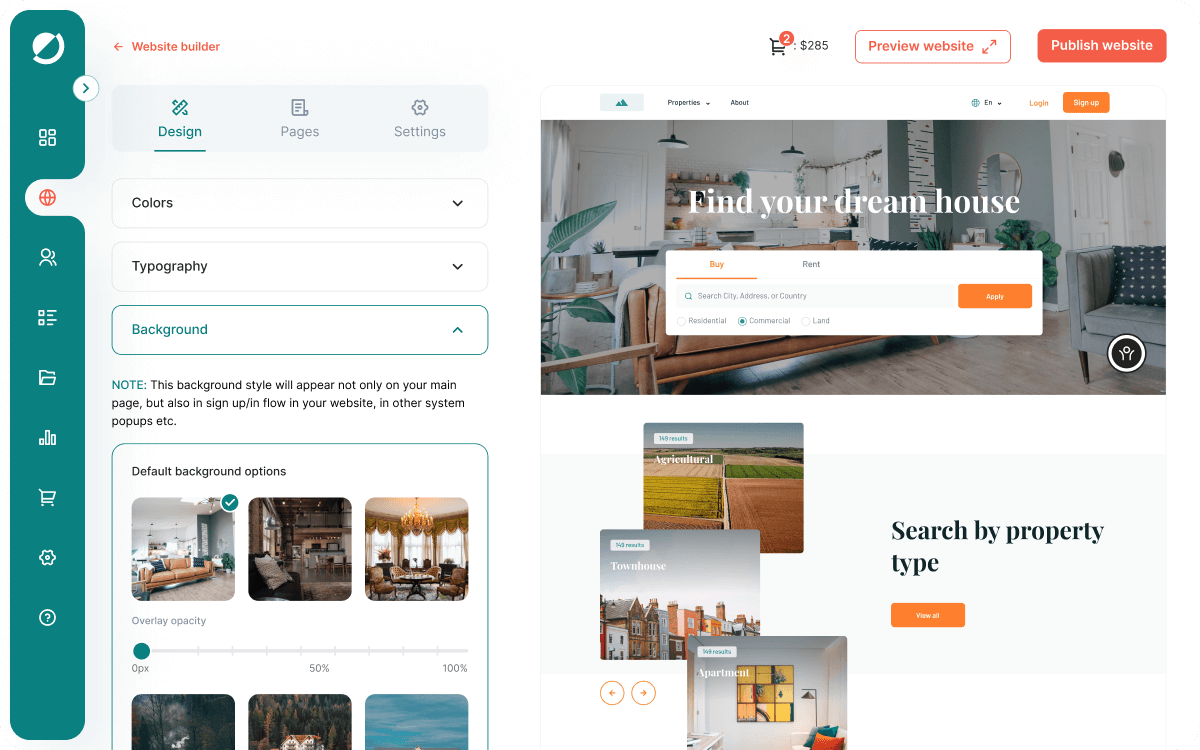 ← Website builder
2
: $285
Preview website
Publish website
Design
Pages
Settings
Colors
Typography
Background
NOTE: This background style will appear not only on your main
page, but also in sign up/in flow in your website, in other system
popups etc.
Default background options
Overlay opacity
0px
50%
100%
Properties
About
En
Login
Sign up
Find your dream house
Buy
Rent
Search City, Address, or Country
Apply
Residential
Commercial
Land
149 results
Agricultural
149 results
Townhouse
149 results
Apartment
Search by property
type
View all